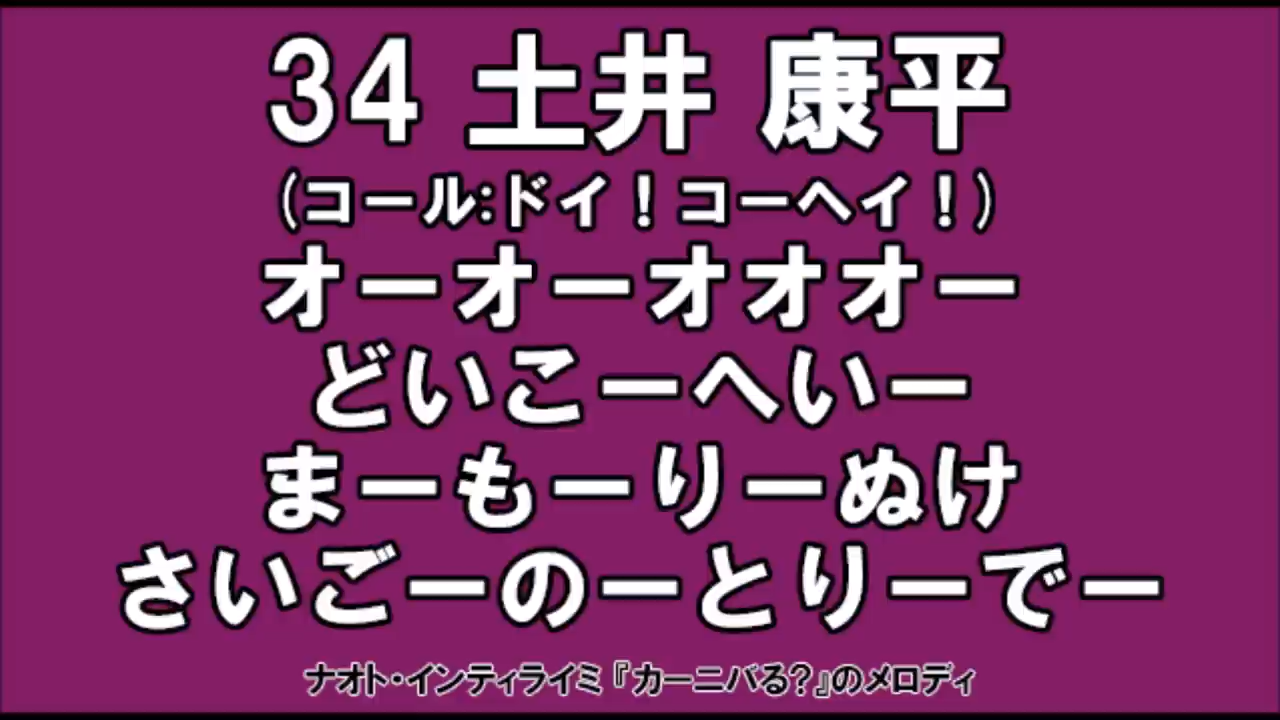 34 土井 康平
(コール:ドイ！コーヘイ！)
オーオーオオオー
どいこーへいー
まーもーりーぬけ
さいごーのーとりーでー
ナオト・インティライミ『カーニバる?』のメロディ